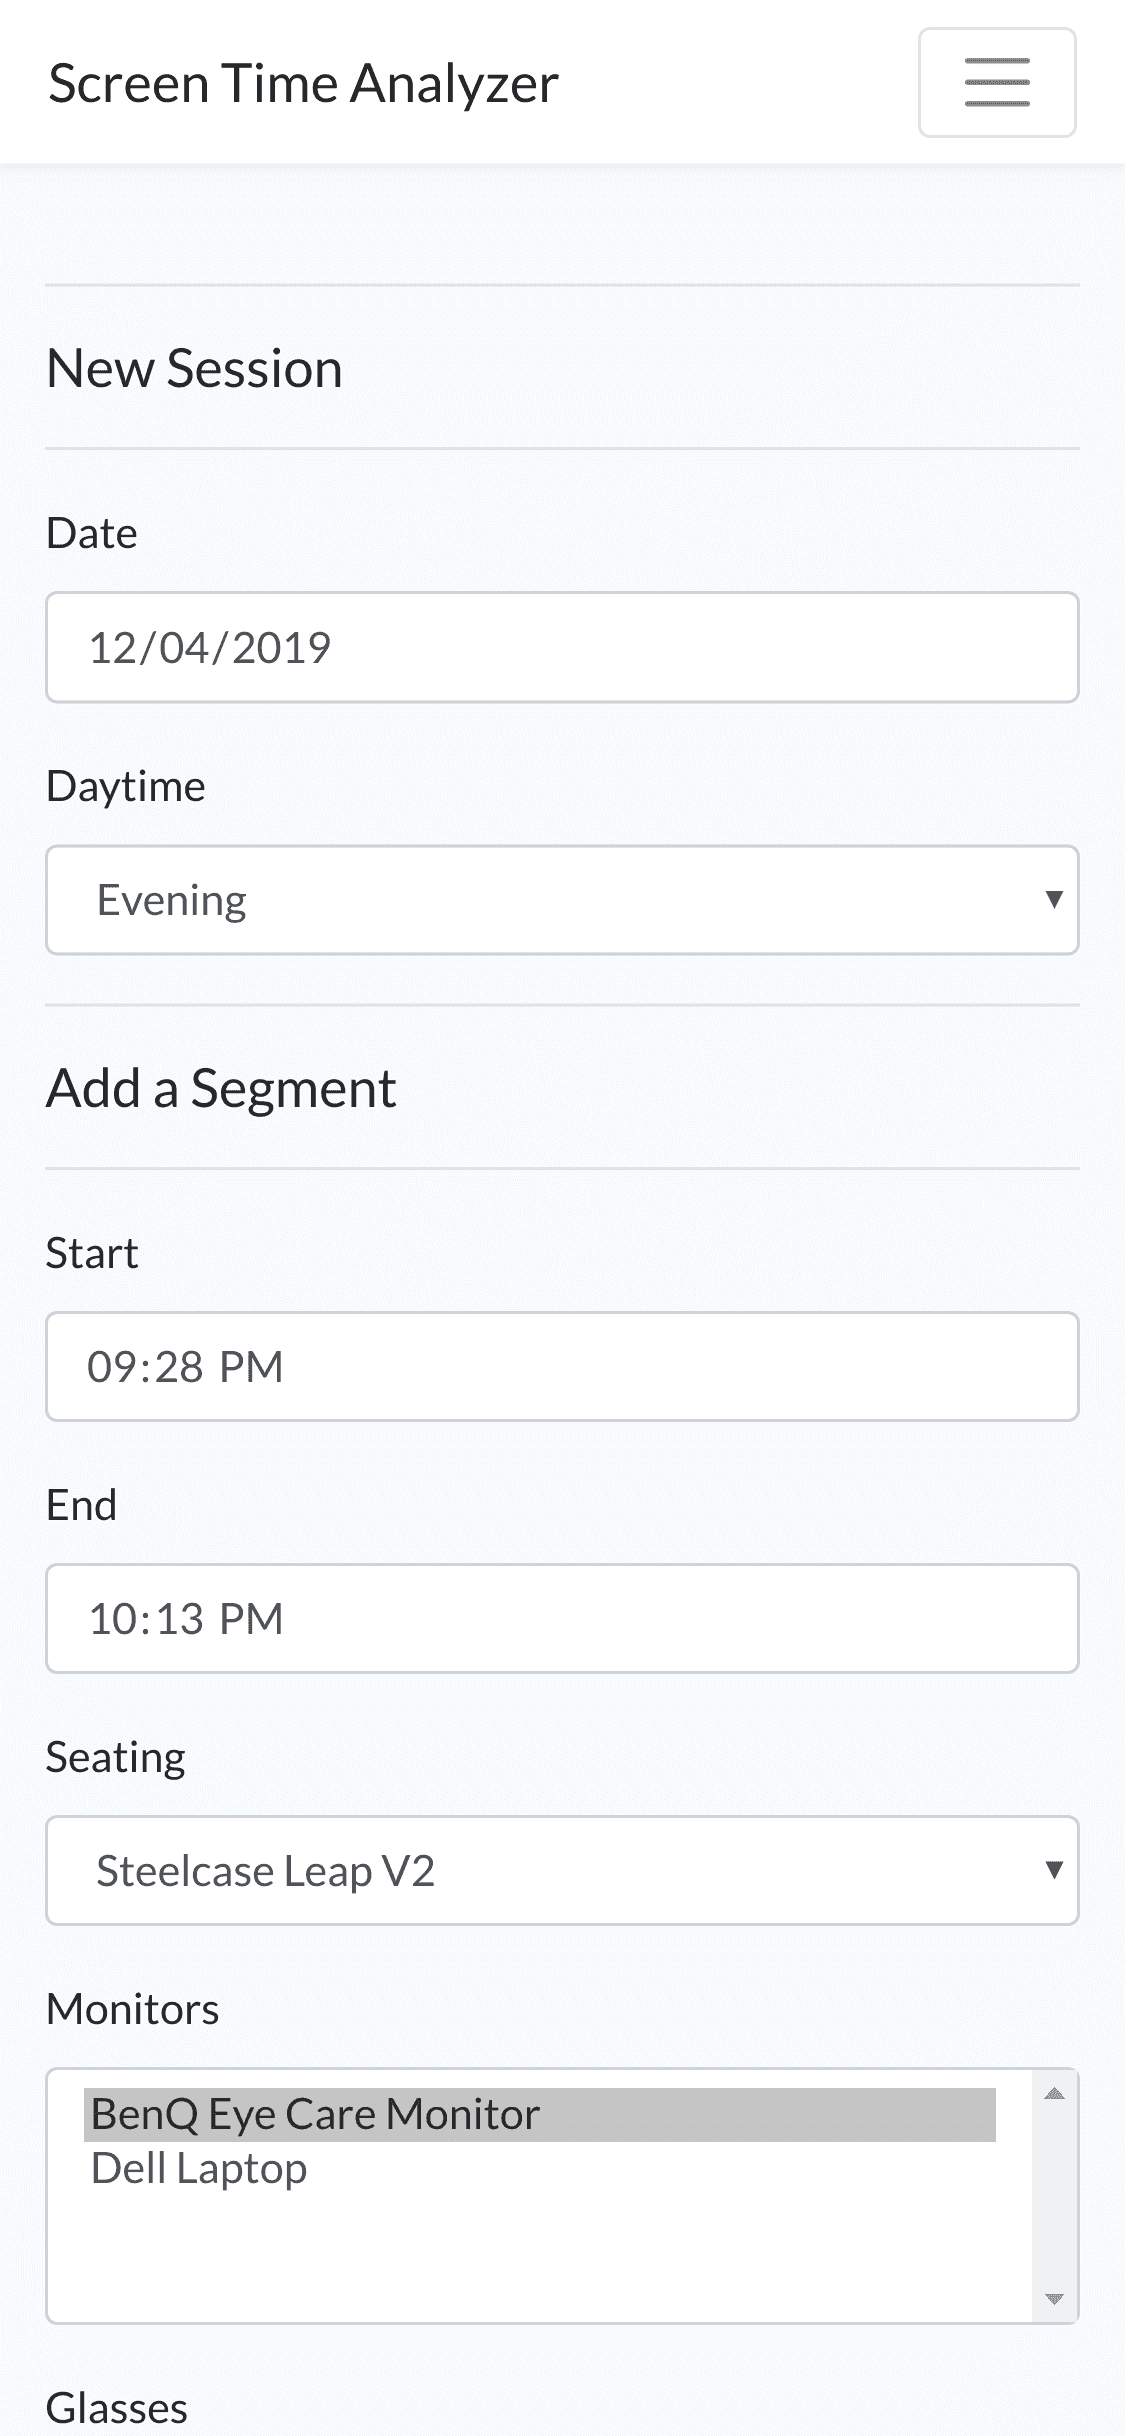 Screen Time Analyzer
New Session
Date
12/04/2019
Daytime
Evening
Add a Segment
Start
09:28 PM
End
10:13 PM
Seating
Steelcase Leap V2
Monitors
BenQ Eye Care Monitor
Dell Laptop
Glasses